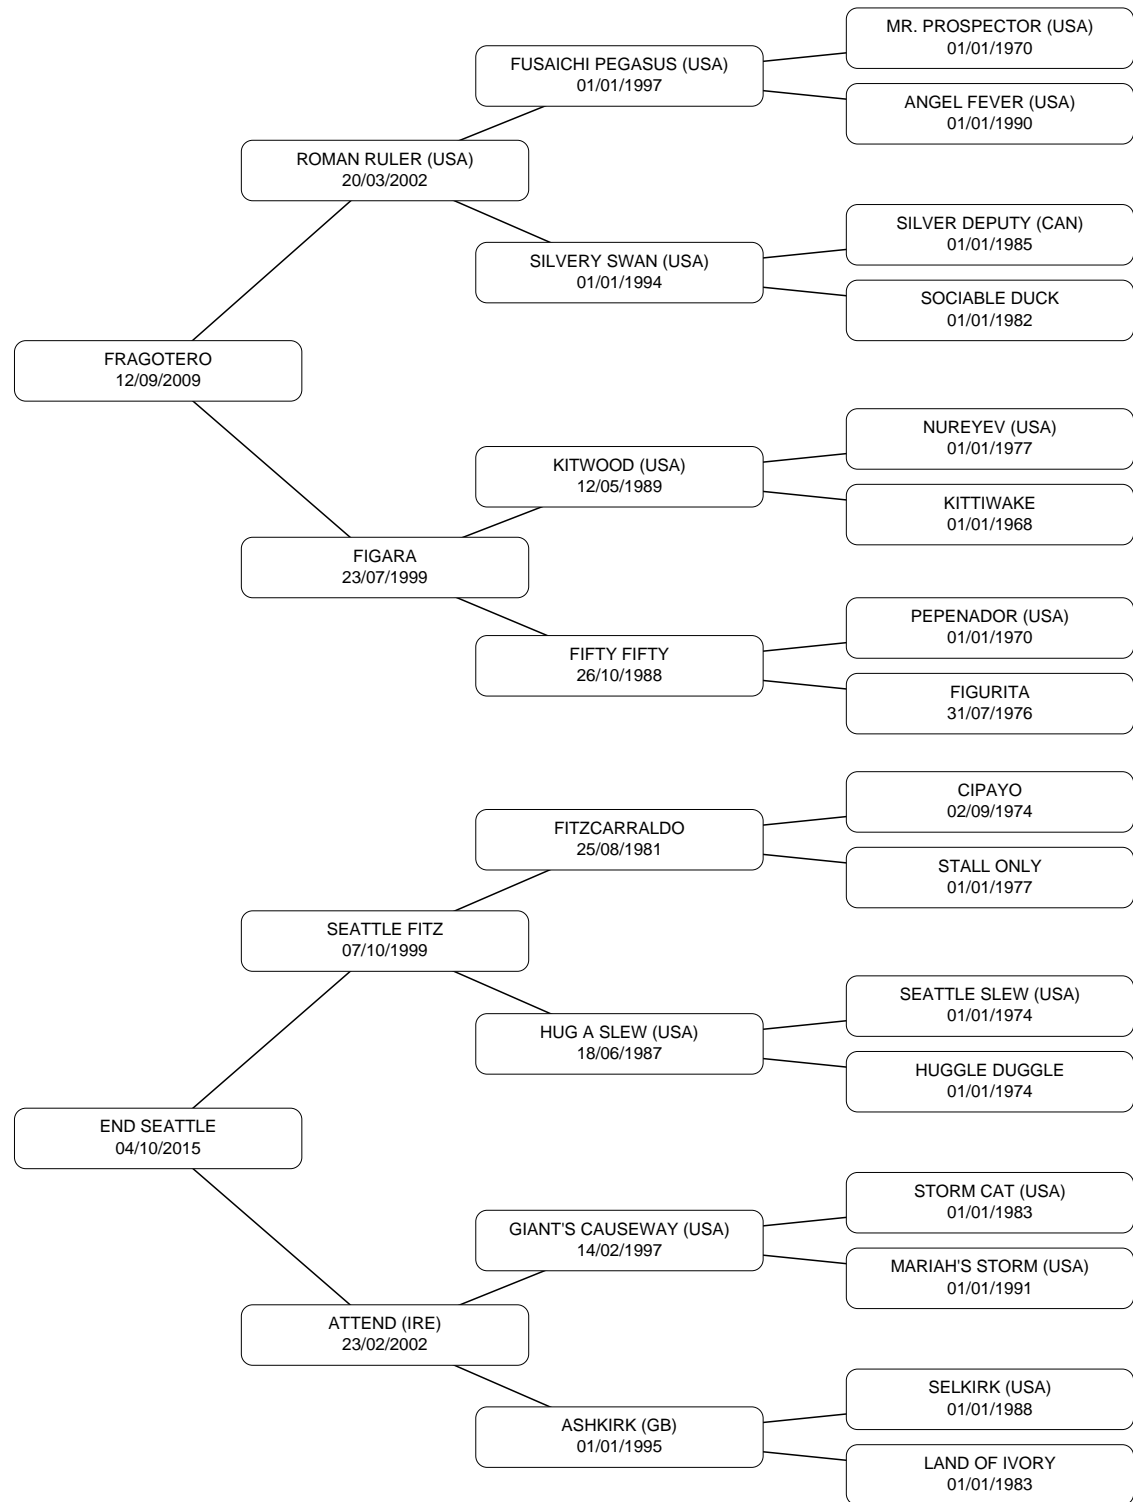 MR. PROSPECTOR (USA)
01/01/1970
FUSAICHI PEGASUS (USA)
01/01/1997
ANGEL FEVER (USA)
01/01/1990
ROMAN RULER (USA)
20/03/2002
SILVER DEPUTY (CAN)
01/01/1985
SILVERY SWAN (USA)
01/01/1994
SOCIABLE DUCK
01/01/1982
FRAGOTERO
12/09/2009
NUREYEV (USA)
01/01/1977
KITWOOD (USA)
12/05/1989
KITTIWAKE
01/01/1968
FIGARA
23/07/1999
PEPENADOR (USA)
01/01/1970
FIFTY FIFTY
26/10/1988
FIGURITA
31/07/1976
CIPAYO
02/09/1974
FITZCARRALDO
25/08/1981
STALL ONLY
01/01/1977
SEATTLE FITZ
07/10/1999
SEATTLE SLEW (USA)
01/01/1974
HUG A SLEW (USA)
18/06/1987
HUGGLE DUGGLE
01/01/1974
END SEATTLE
04/10/2015
STORM CAT (USA)
01/01/1983
GIANT'S CAUSEWAY (USA)
14/02/1997
MARIAH'S STORM (USA)
01/01/1991
ATTEND (IRE)
23/02/2002
SELKIRK (USA)
01/01/1988
ASHKIRK (GB)
01/01/1995
LAND OF IVORY
01/01/1983